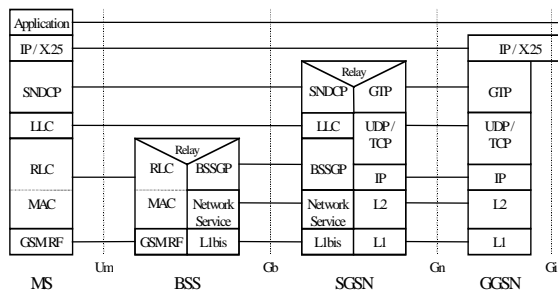 Application
IP / X.25
IP / X.25
Relay
SNDCP
SNDCP
GTP
GTP
LLC
LLC
UDP / TCP
UDP / TCP
Relay
RLC
RLC
BSSGP
BSSGP
IP
IP
MAC
MAC
Network Service
Network Service
L2
L2
GSM RF
GSM RF
L1bis
L1bis
L1
L1
Um
Gb
Gn
Gi
MS
BSS
SGSN
GGSN